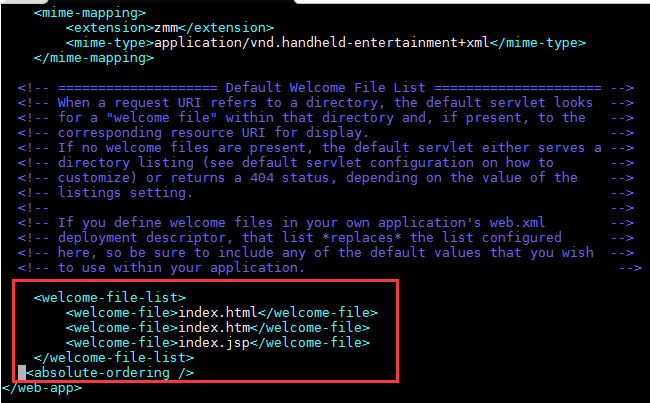 <mime-mapping>
<extension>zmm</extension>
<mime-type>application/vnd.handheld-entertainment+xml</mime-type>
</mime-mapping>
<!-- ==================== Default Welcome File List ===================== -->
<!-- When a request URI refers to a directory, the default servlet looks -->
<!-- for a "welcome file" within that directory and, if present, to the -->
<!-- corresponding resource URI for display. -->
<!-- If no welcome files are present, the default servlet either serves a -->
<!-- directory listing (see default servlet configuration on how to -->
<!-- customize) or returns a 404 status, depending on the value of the -->
<!-- listings setting. -->
<!-- -->
<!-- If you define welcome files in your own application's web.xml -->
<!-- deployment descriptor, that list *replaces* the list configured -->
<!-- here, so be sure to include any of the default values that you wish -->
<!-- to use within your application. -->
<welcome-file-list>
<welcome-file>index.html</welcome-file>
<welcome-file>index.htm</welcome-file>
<welcome-file>index.jsp</welcome-file>
</welcome-file-list>
<absolute-ordering />
</web-app>